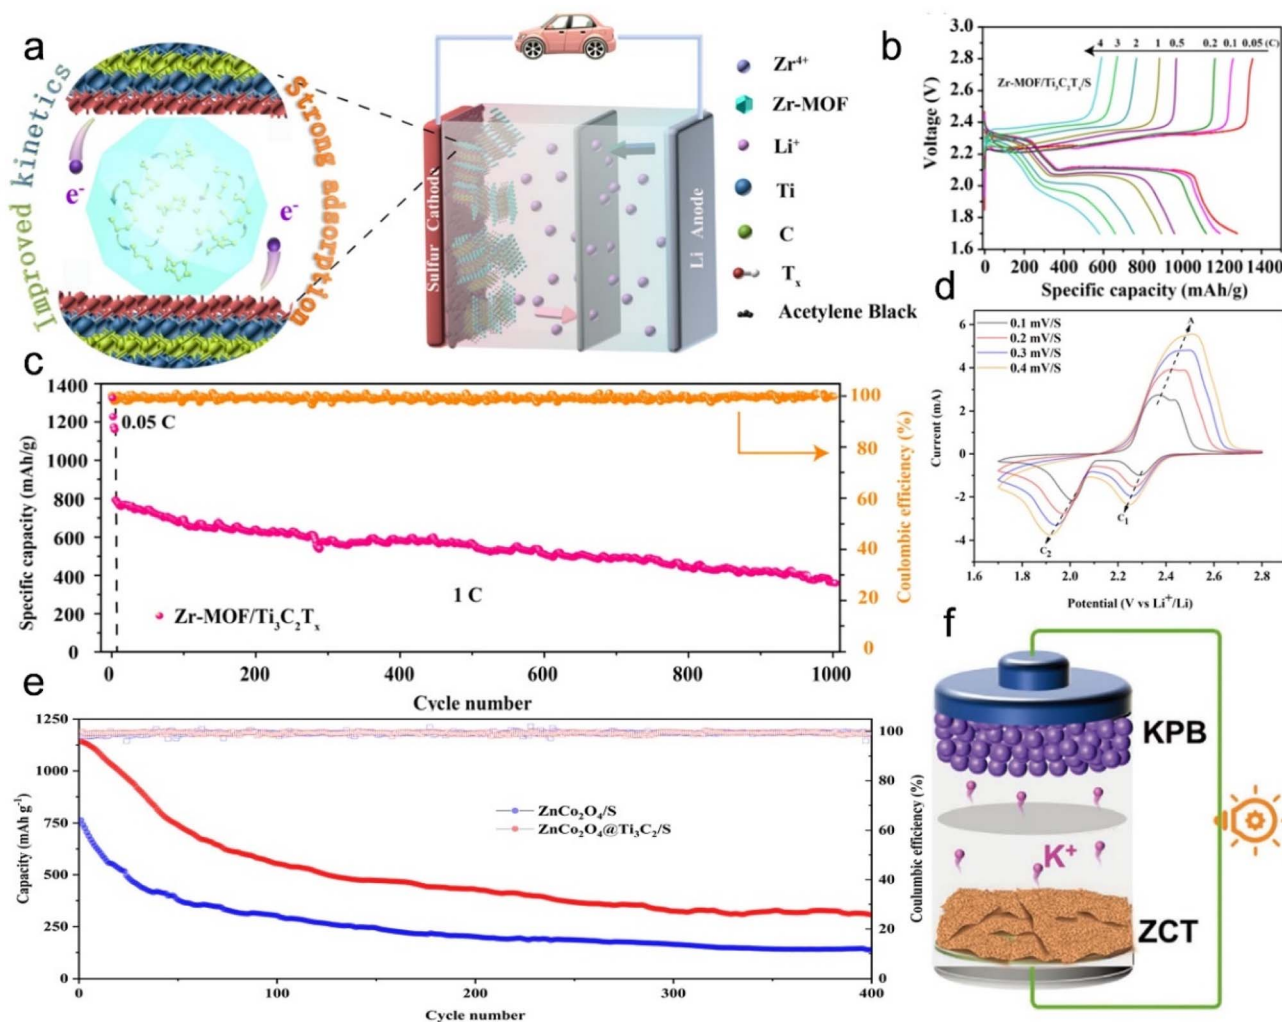 a
Improved kinetics
Strong adsorption
e-
e-
Sulfur Cathode
Li Anode
Zr4+
Zr-MOF
Li+
Ti
C
Tx
Acetylene Black
b
4 3 2 1 0.5 0.2 0.1 0.05 (C)
Zr-MOF/Ti3C2Tx/S
Voltage (V)
3.6
3.2
2.8
2.4
2.0
1.6
0 200 400 600 800 1000 1200 1400
Specific capacity (mAh/g)
c
Specific capacity (mAh/g)
1400
1300
1200
1000
800
600
400
200
0
0.05 C
1 C
Zr-MOF/Ti3C2Tx
100
80
60
40
20
0
Coulombic efficiency (%)
0 200 400 600 800 1000
Cycle number
d
0.1 mV/S
0.2 mV/S
0.3 mV/S
0.4 mV/S
A
C1
C2
Current (mA)
6
4
2
0
-2
-4
1.6 1.8 2.0 2.2 2.4 2.6 2.8
Potential (V vs Li+/Li)
e
Capacity (mAh g-1)
1250
1000
750
500
250
0
ZnCo2O4/S
ZnCo2O4@Ti3C2/S
100
80
60
40
20
0
Coulombic efficiency (%)
0 100 200 300 400
Cycle number
f
KPB
K+
ZCT